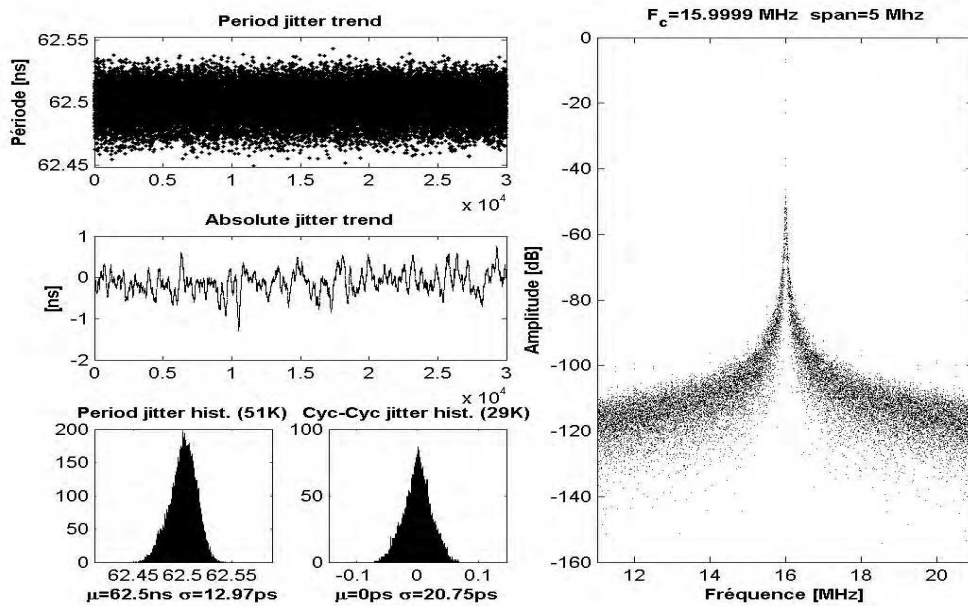 Period jitter trend
62.55
62.5
62.45
Période [ns]
0 0.5 1 1.5 2 2.5 3
x 10^4
Absolute jitter trend
1
0
-1
-2
[ns]
0 0.5 1 1.5 2 2.5 3
x 10^4
Period jitter hist. (51K)
200
150
100
50
0
62.45 62.5 62.55
μ=62.5ns σ=12.97ps
Cyc-Cyc jitter hist. (29K)
100
50
0
-0.1 0 0.1
μ=0ps σ=20.75ps
F_c=15.9999 MHz span=5 Mhz
0
-20
-40
-60
-80
-100
-120
-140
-160
Amplitude [dB]
12 14 16 18 20
Fréquence [MHz]